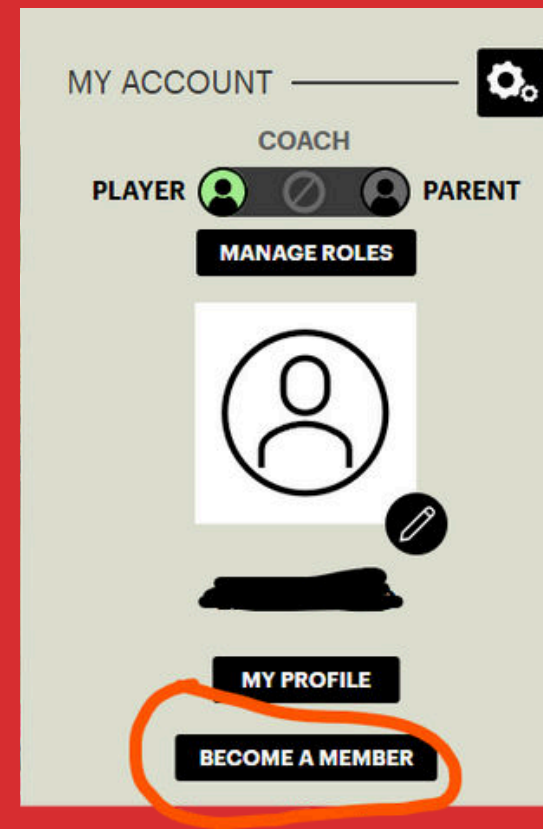 MY ACCOUNT
COACH
PLAYER PARENT
MANAGE ROLES
MY PROFILE
BECOME A MEMBER